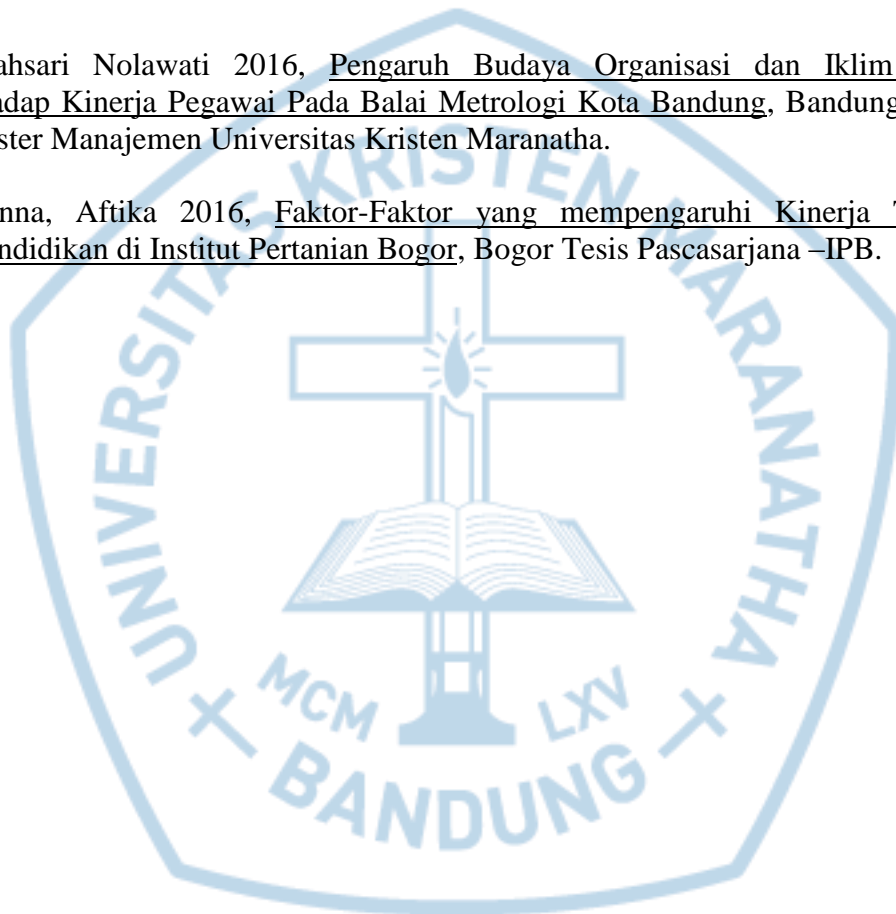 ahsari Nolawati 2016, Pengaruh Budaya Organisasi dan Iklim
adap Kinerja Pegawai Pada Balai Metrologi Kota Bandung, Bandung
ster Manajemen Universitas Kristen Maranatha.
nna, Aftika 2016, Faktor-Faktor yang mempengaruhi Kinerja T
ndidikan di Institut Pertanian Bogor, Bogor Tesis Pascasarjana –IPB.
UNIVERSITAS KRISTEN MARANATHA
MCM LXV
BANDUNG